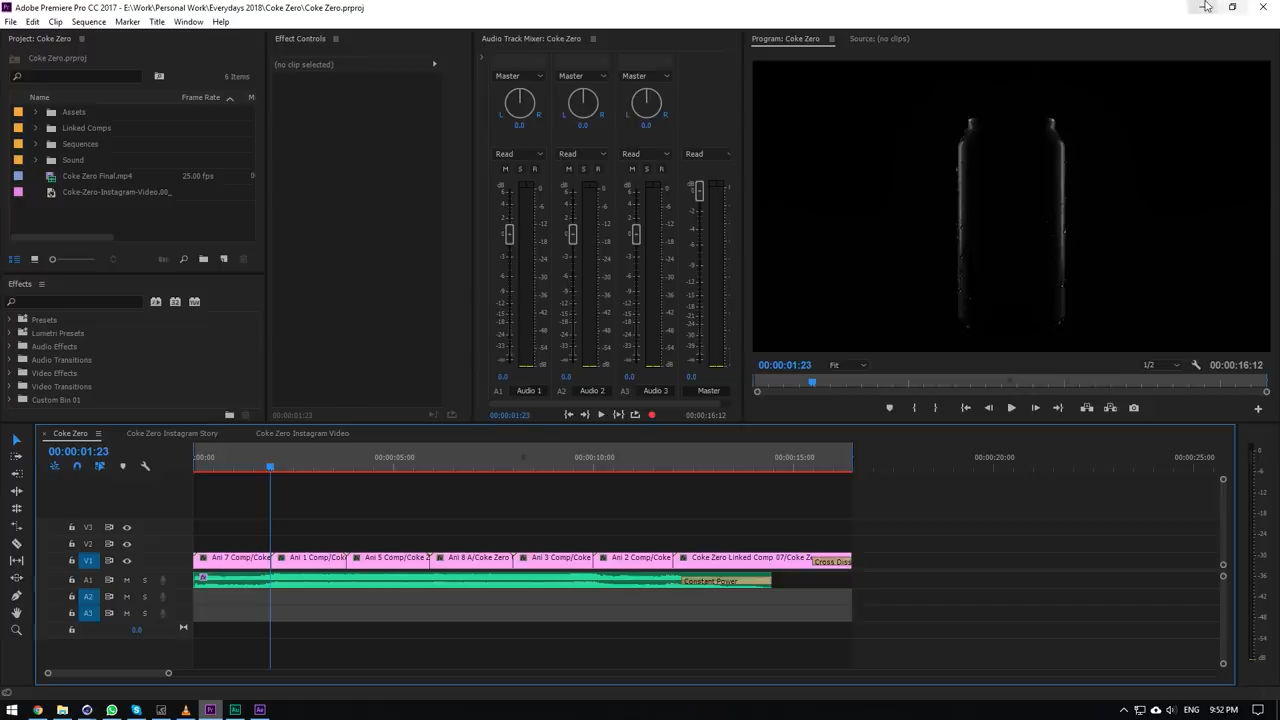 Adobe Premiere Pro CC 2017 - E:\Work\Personal Work\Everydays 2018\Coke Zero\Coke Zero.prproj
File Edit Clip Sequence Marker Title Window Help
Project: Coke Zero
Effect Controls
Audio Track Mixer: Coke Zero
Program: Coke Zero
Source: (no clips)
Coke Zero.prproj
(no clip selected)
6 Items
Name Frame Rate
Assets
Linked Comps
Sequences
Sound
Coke Zero Final.mp4 25.00 fps
Coke-Zero-Instagram-Video.00_
Master Master Master
L R L R L R
0.0 0.0 0.0
Read Read Read Read
M S R M S R M S R
Effects
Presets
Lumetri Presets
Audio Effects
Audio Transitions
Video Effects
Video Transitions
Custom Bin 01
0.0 0.0 0.0 0.0
A1 Audio 1 A2 Audio 2 A3 Audio 3 Master
00:00:01:23
00:00:01:23 00:00:16:12
00:00:01:23 Fit 1/2 00:00:16:12
Coke Zero
Coke Zero Instagram Story
Coke Zero Instagram Video
00:00:01:23
:00:00 00:00:05:00 00:00:10:00 00:00:15:00 00:00:20:00 00:00:25:00
V3
V2
V1 Ani 7 Comp/Coke Ani 1 Comp/Cok Ani 5 Comp/Coke Z Ani 8 A/Coke Zero Ani 3 Comp/Coke Ani 2 Comp/Coke Coke Zero Linked Comp 07/Coke Ze Cross Diss
A1 M S Constant Power
A2 M S
A3 M S
0.0
Pr Au Ae
ENG 9:52 PM